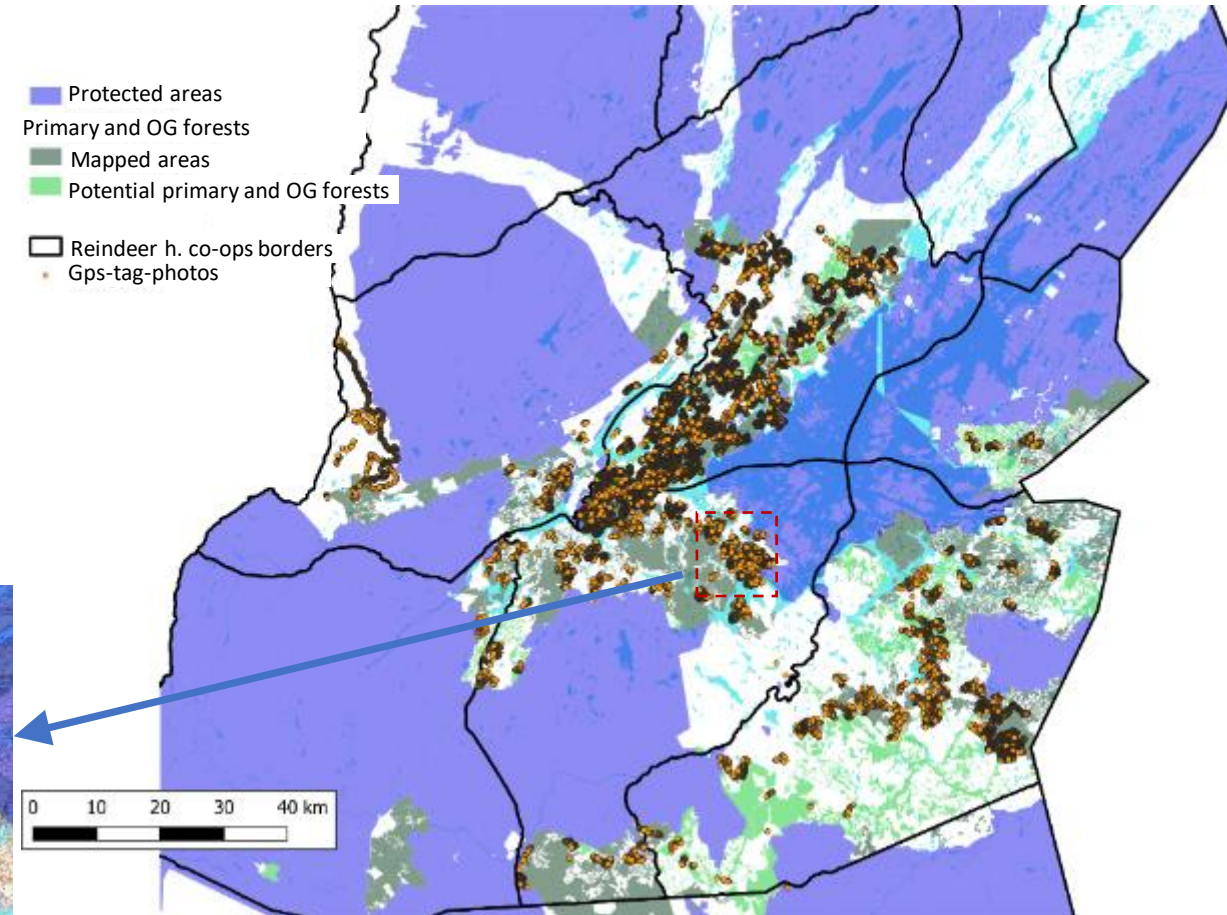 Protected areas
Primary and OG forests
Mapped areas
Potential primary and OG forests
Reindeer h. co-ops borders
Gps-tag-photos
0 10 20 30 40 km